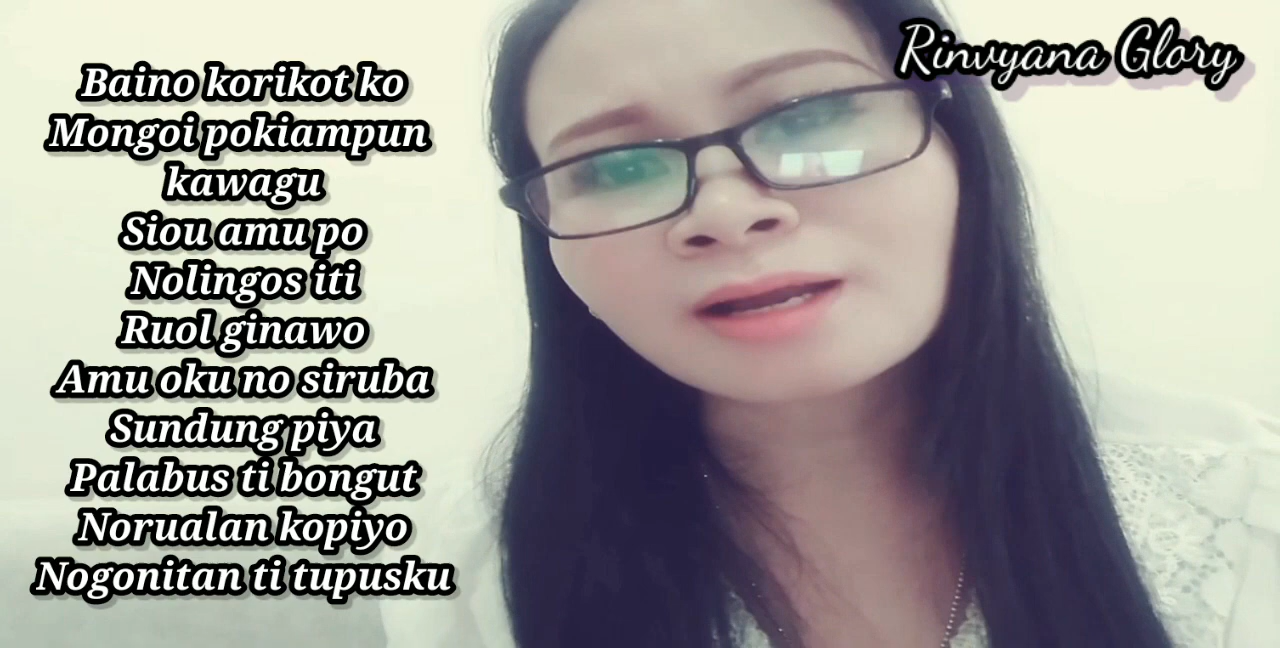 Rinvyana Glory
Baino korikot ko
Mongoi pokiampun
kawagu
Siou amu po
Nolingos iti
Ruol ginawo
Amu oku no siruba
Sundung piya
Palabus ti bongut
Norualan kopiyo
Nogonitan ti tupusku